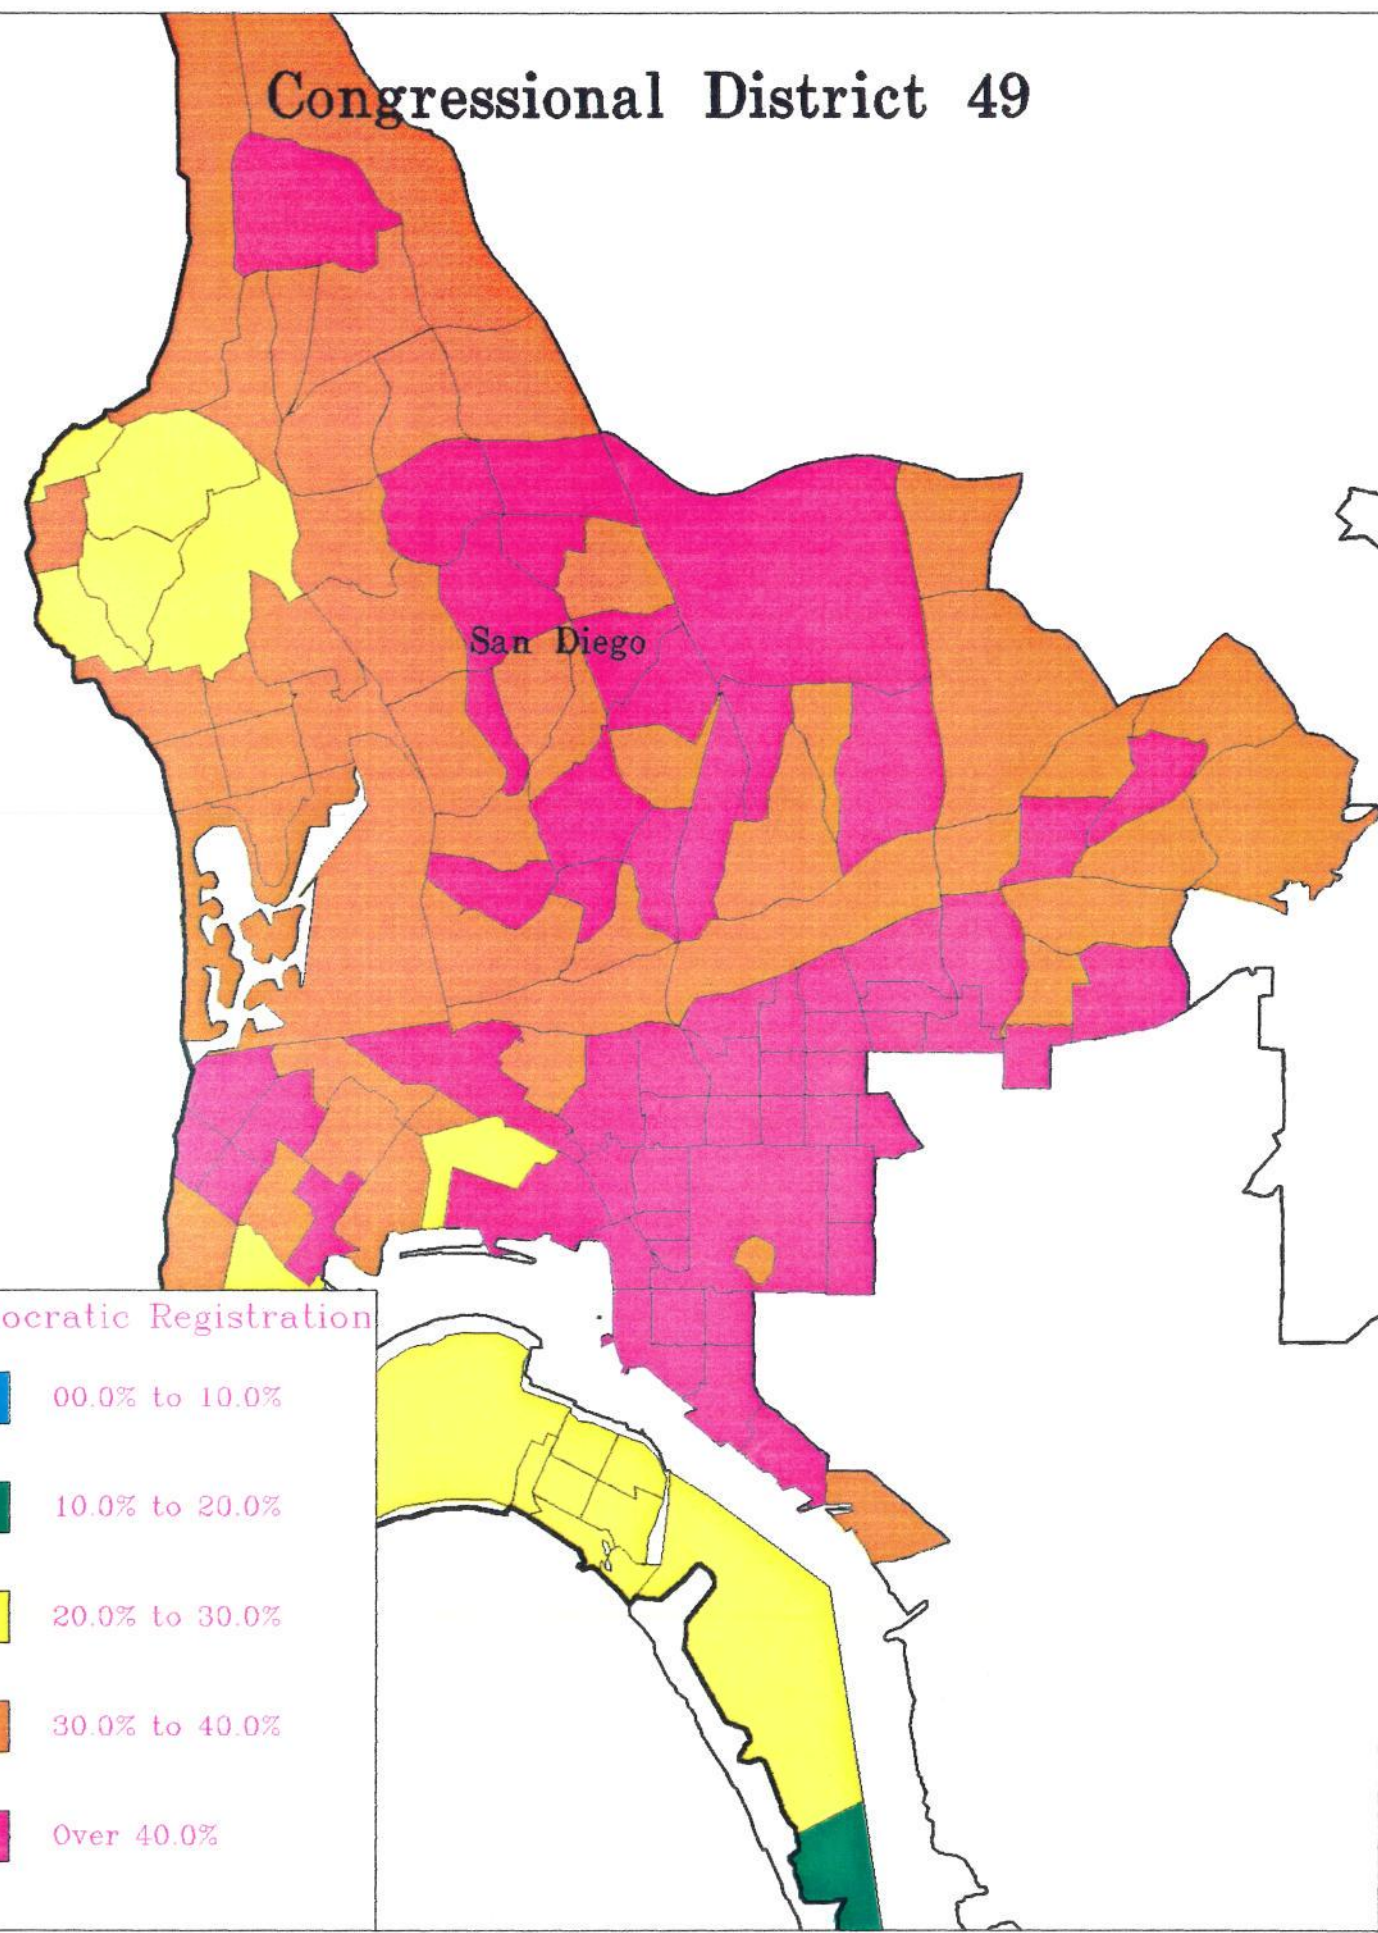 Congressional District 49
San Diego
ocratic Registration
00.0% to 10.0%
10.0% to 20.0%
20.0% to 30.0%
30.0% to 40.0%
Over 40.0%